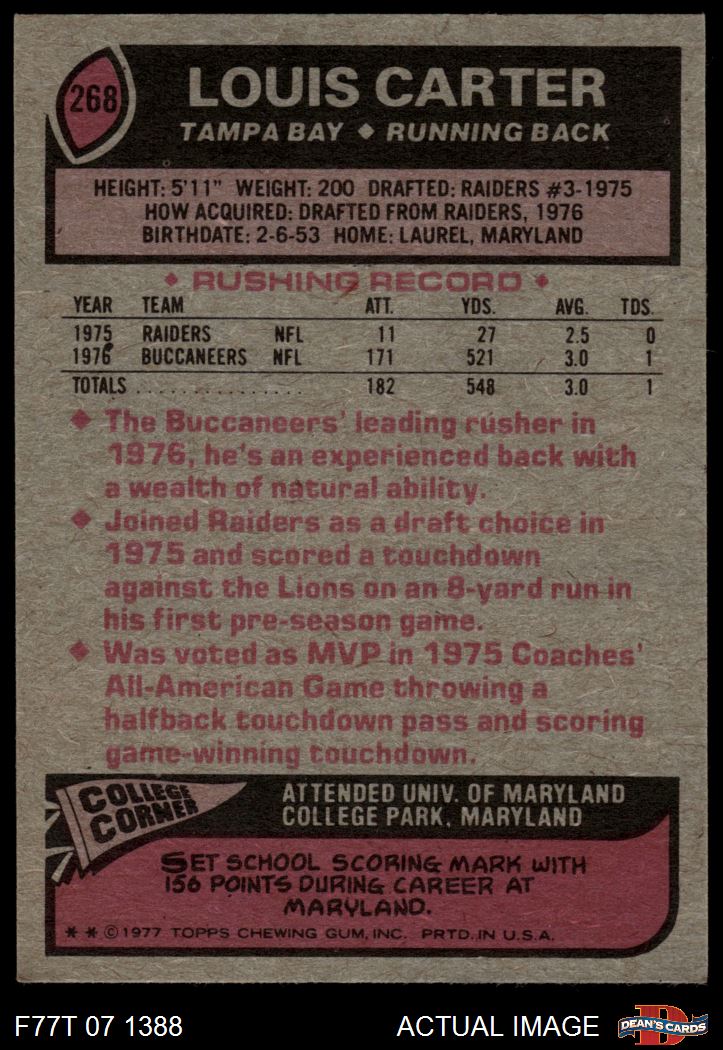 268
LOUIS CARTER
TAMPA BAY ◆ RUNNING BACK
HEIGHT: 5'11" WEIGHT: 200 DRAFTED: RAIDERS #3-1975
HOW ACQUIRED: DRAFTED FROM RAIDERS, 1976
BIRTHDATE: 2-6-53 HOME: LAUREL, MARYLAND
◆ RUSHING RECORD ◆
YEAR TEAM ATT. YDS. AVG. TDS.
1975 RAIDERS NFL 11 27 2.5 0
1976 BUCCANEERS NFL 171 521 3.0 1
TOTALS . . . . . . . . . . . . . . . . 182 548 3.0 1
◆ The Buccaneers' leading rusher in
1976, he's an experienced back with
a wealth of natural ability.
◆ Joined Raiders as a draft choice in
1975 and scored a touchdown
against the Lions on an 8-yard run in
his first pre-season game.
◆ Was voted as MVP in 1975 Coaches'
All-American Game throwing a
halfback touchdown pass and scoring
game-winning touchdown.
COLLEGE
CORNER
ATTENDED UNIV. OF MARYLAND
COLLEGE PARK, MARYLAND
SET SCHOOL SCORING MARK WITH
156 POINTS DURING CAREER AT
MARYLAND.
* * © 1977 TOPPS CHEWING GUM, INC. PRTD. IN U.S.A.
F77T 07 1388
ACTUAL IMAGE
D
DEAN'S CARDS